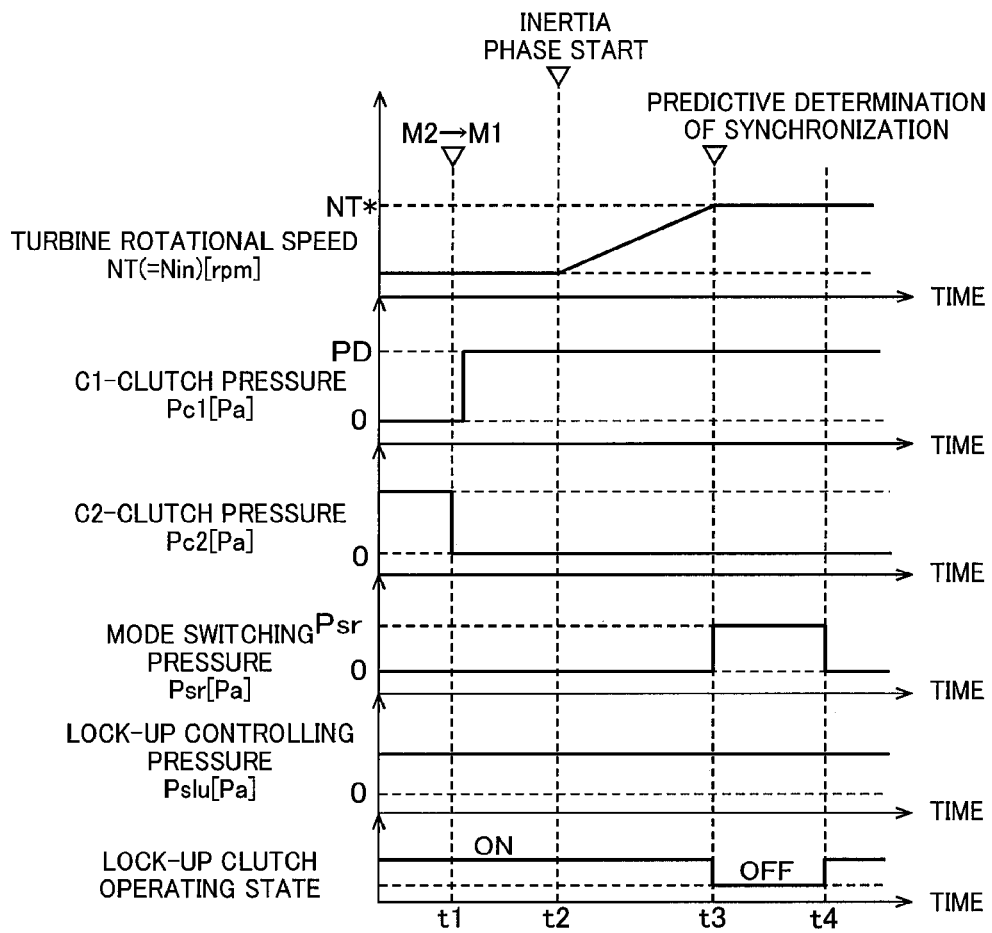 INERTIA
PHASE START
PREDICTIVE DETERMINATION
OF SYNCHRONIZATION
M2→M1
NT*
TURBINE ROTATIONAL SPEED
NT(=Nin)[rpm]
TIME
PD
C1-CLUTCH PRESSURE
Pc1[Pa]
0
TIME
C2-CLUTCH PRESSURE
Pc2[Pa]
0
TIME
MODE SWITCHING
PRESSURE
Psr[Pa]
Psr
0
TIME
LOCK-UP CONTROLLING
PRESSURE
Pslu[Pa]
0
TIME
LOCK-UP CLUTCH
OPERATING STATE
ON
OFF
TIME
t1 t2 t3 t4